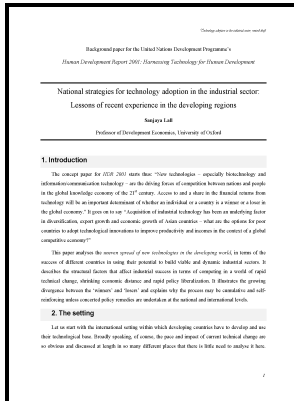 "Technology adoption in the industrial sector- revised draft
Background paper for the United Nations Development Programme's
Human Development Report 2001: Harnessing Technology for Human Development
National strategies for technology adoption in the industrial sector:
Lessons of recent experience in the developing regions
Sanjaya Lall
Professor of Development Economics, University of Oxford
1. Introduction
The concept paper for HDR 2001 starts thus: "New technologies – especially biotechnology and
information/communication technology – are the driving forces of competition between nations and people
in the global knowledge economy of the 21st century. Access to and a share in the financial returns from
technology will be an important determinant of whether an individual or a country is a winner or a loser in
the global economy." It goes on to say "Acquisition of industrial technology has been an underlying factor
in diversification, export growth and economic growth of Asian countries – what are the options for poor
countries to adopt technological innovations to improve productivity and incomes in the context of a global
competitive economy?"
This paper analyses the uneven spread of new technologies in the developing world, in terms of the
success of different countries in using their potential to build viable and dynamic industrial sectors. It
describes the structural factors that affect industrial success in terms of competing in a world of rapid
technical change, shrinking economic distance and rapid policy liberalization. It illustrates the growing
divergence between the 'winners' and 'losers' and explains why the process may be cumulative and self-
reinforcing unless concerted policy remedies are undertaken at the national and international levels.
2. The setting
Let us start with the international setting within which developing countries have to develop and use
their technological base. Broadly speaking, of course, the pace and impact of current technical change are
so obvious and discussed at length in so many different places that there is little need to analyse it here.
1